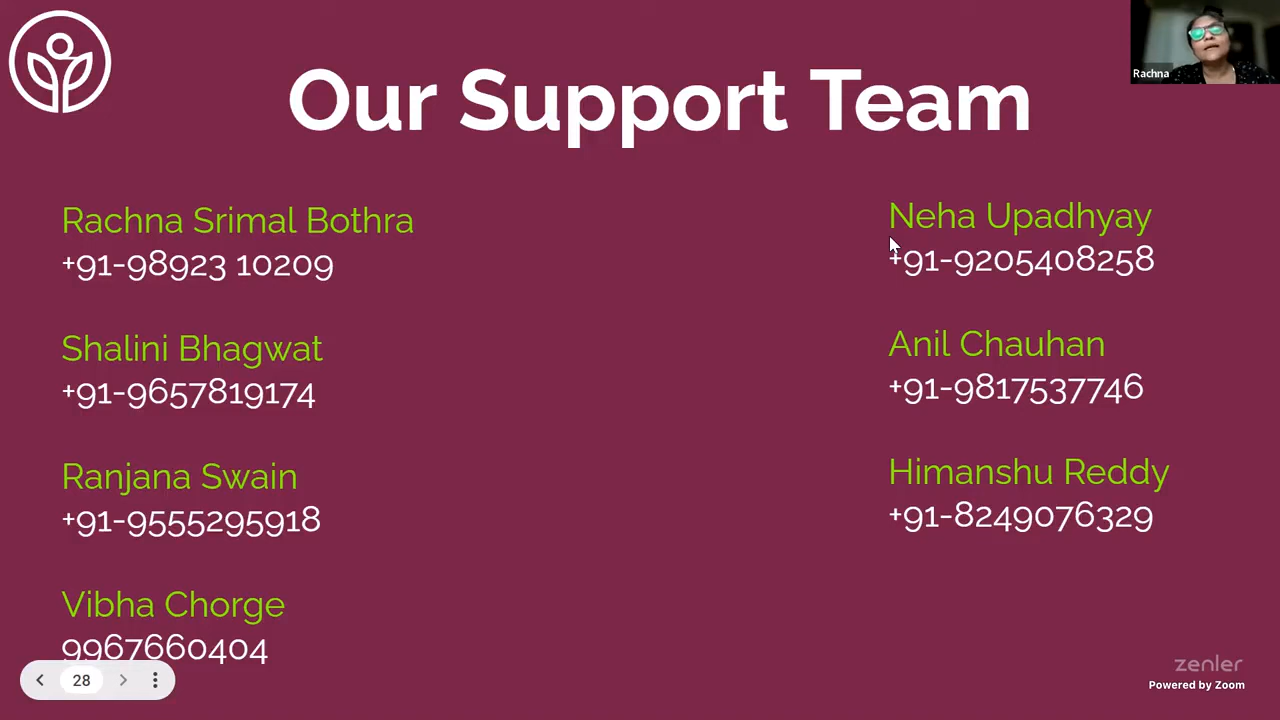 Our Support Team
Rachna
Rachna Srimal Bothra
+91-98923 10209
Shalini Bhagwat
+91-9657819174
Ranjana Swain
+91-9555295918
Vibha Chorge
9967660404
Neha Upadhyay
+91-9205408258
Anil Chauhan
+91-9817537746
Himanshu Reddy
+91-8249076329
28
zenler
Powered by Zoom